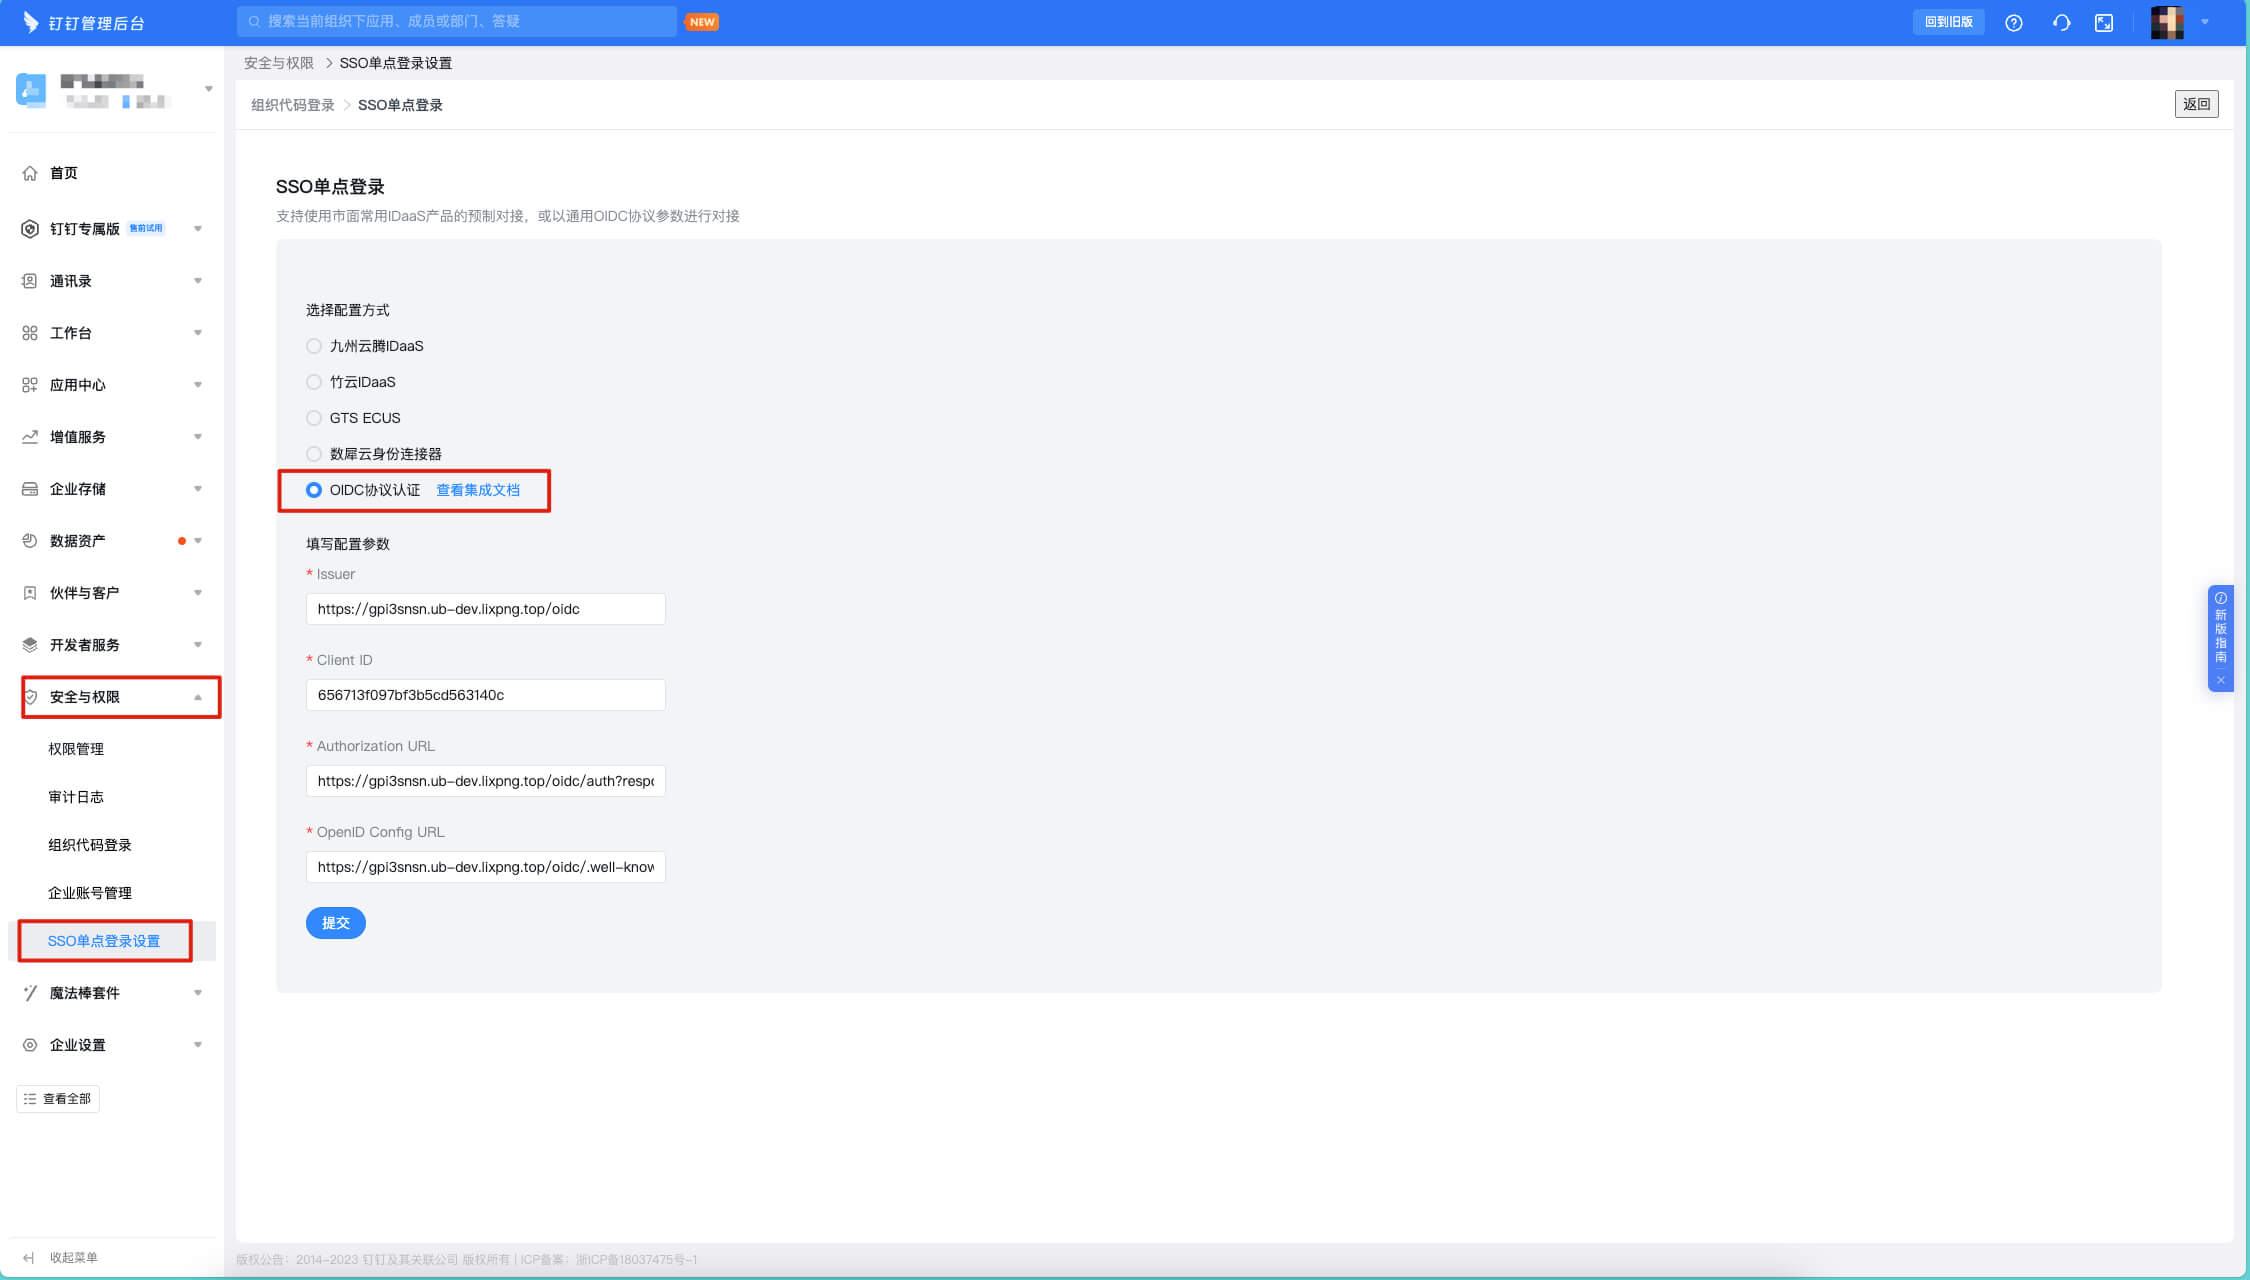 钉钉管理后台
搜索当前组织下应用、成员或部门、答疑
NEW
回到旧版
安全与权限 > SSO单点登录设置
组织代码登录 > SSO单点登录
返回
首页
钉钉专属版 售前试用
通讯录
工作台
应用中心
增值服务
企业存储
数据资产
伙伴与客户
开发者服务
安全与权限
权限管理
审计日志
组织代码登录
企业账号管理
SSO单点登录设置
魔法棒套件
企业设置
查看全部
收起菜单
SSO单点登录
支持使用市面常用IDaaS产品的预制对接，或以通用OIDC协议参数进行对接
选择配置方式
九州云腾IDaaS
竹云IDaaS
GTS ECUS
数犀云身份连接器
OIDC协议认证 查看集成文档
填写配置参数
* Issuer
https://gpi3snsn.ub-dev.lixpng.top/oidc
* Client ID
656713f097bf3b5cd563140c
* Authorization URL
https://gpi3snsn.ub-dev.lixpng.top/oidc/auth?respo
* OpenID Config URL
https://gpi3snsn.ub-dev.lixpng.top/oidc/.well-know
提交
新版指南
版权公告：2014-2023 钉钉及其关联公司 版权所有 | ICP备案：浙ICP备18037475号-1